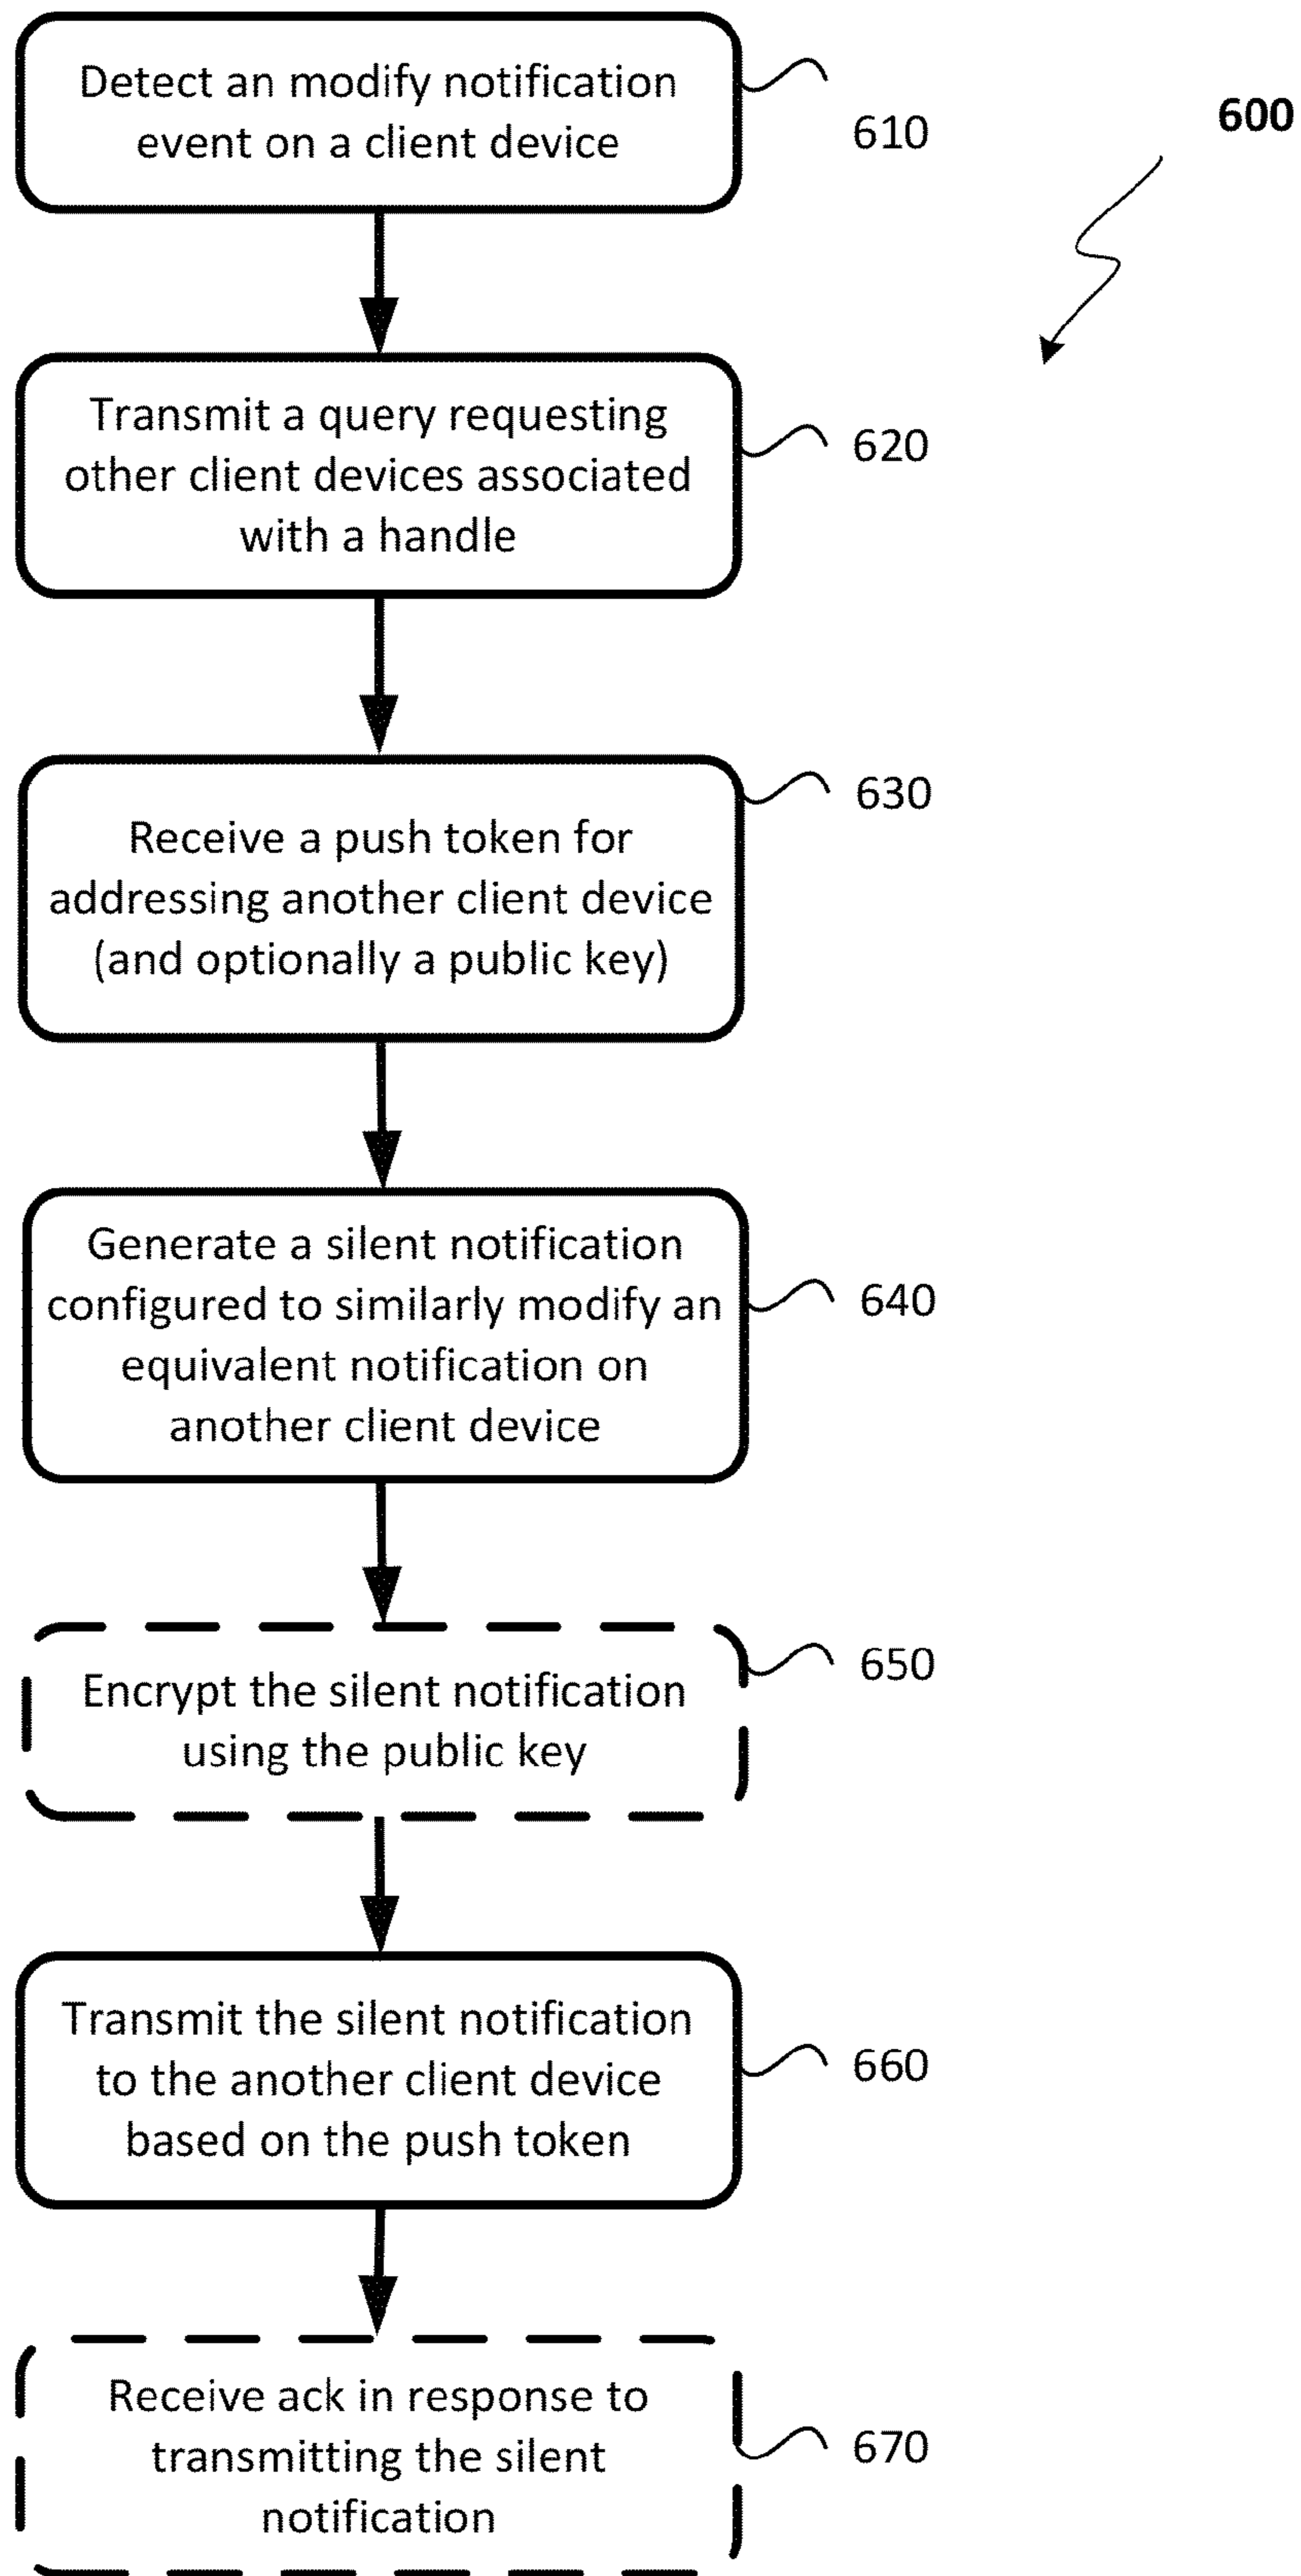 Detect an modify notification
event on a client device
610
600
Transmit a query requesting
other client devices associated
with a handle
620
630
Receive a push token for
addressing another client device
(and optionally a public key)
Generate a silent notification
configured to similarly modify an
equivalent notification on
another client device
640
650
Encrypt the silent notification
using the public key
Transmit the silent notification
to the another client device
based on the push token
660
Receive ack in response to
transmitting the silent
notification
670